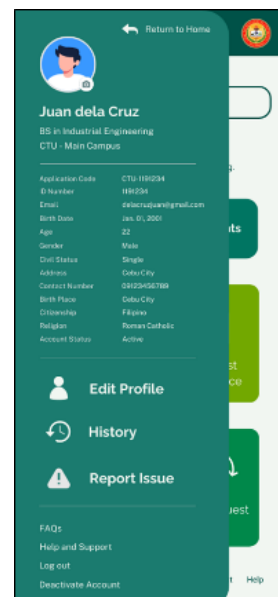 Return to Home
Juan dela Cruz
BS in Industrial Engineering
CTU - Main Campus
Application Code CTU-1191234
ID Number 1191234
Email delacruzjuan@gmail.com
Birth Date Jan. 01, 2001
Age 22
Gender Male
Civil Status Single
Address Cebu City
Contact Number 09123456789
Birth Place Cebu City
Citizenship Filipino
Religion Roman Catholic
Account Status Active
Edit Profile
History
Report Issue
FAQs
Help and Support
Log out
Help
Deactivate Account